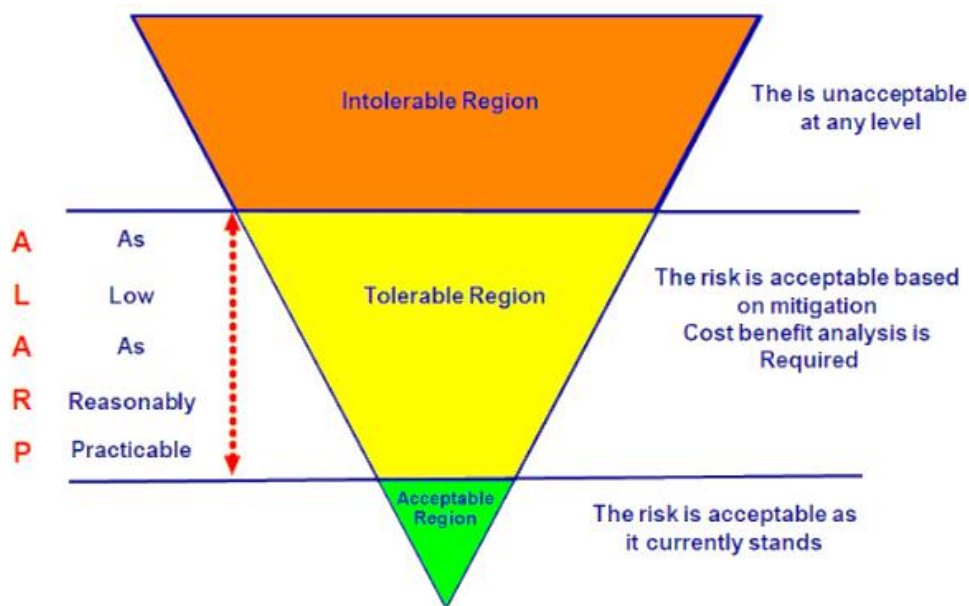 Intolerable Region
The is unacceptable
at any level
A As
L Low
A As
R Reasonably
P Practicable
Tolerable Region
The risk is acceptable based
on mitigation
Cost benefit analysis is
Required
Acceptable
Region
The risk is acceptable as
it currently stands